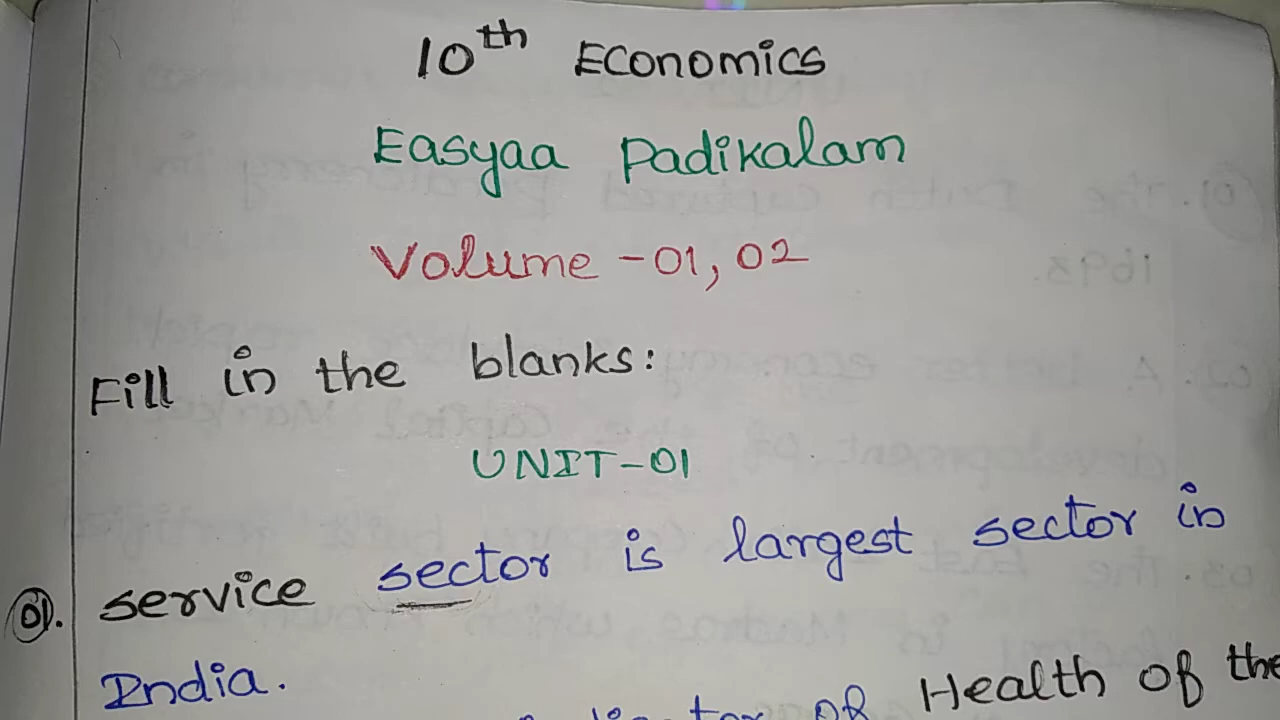 10th Economics
Easyaa Padikalam
Volume -01, 02
Fill in the blanks:
UNIT-01
01. service sector is largest sector in
India.
of Health of the